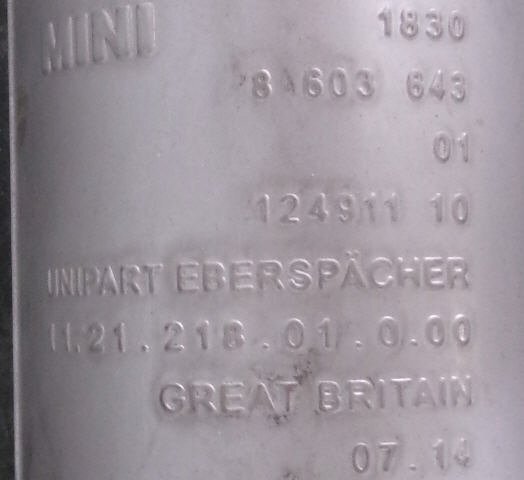 MINI 1830
8 603 643
01
124911 10
UNIPART EBERSPÄCHER
11.21.218.01.0.00
GREAT BRITAIN
07.14